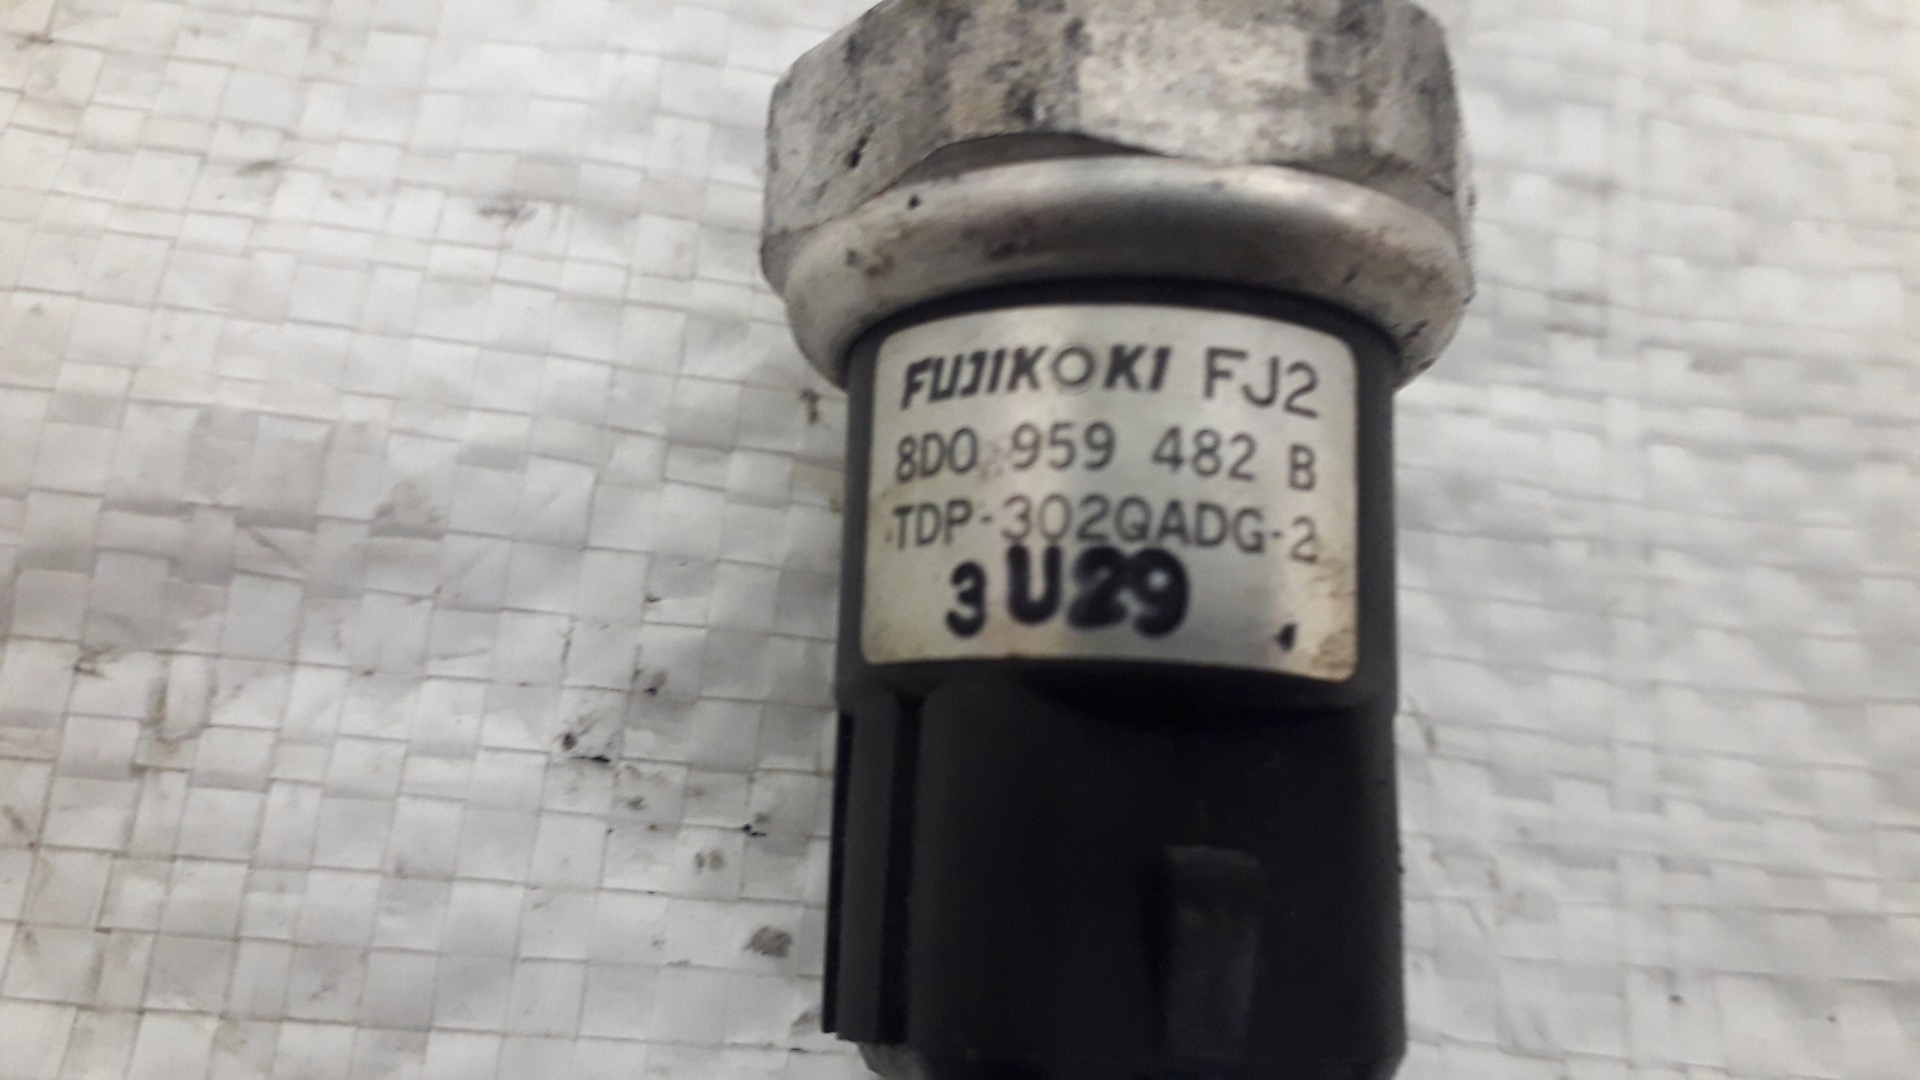 FUJIKOKI FJ2
8D0 959 482 B
TDP-302QADG-2
3U29